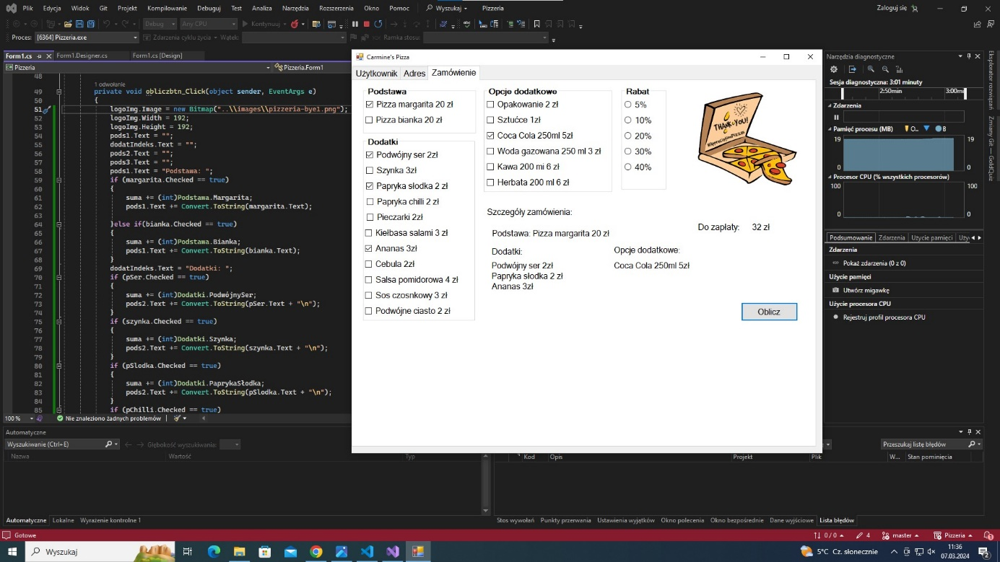 Plik Edycja Widok Git Projekt Kompilowanie Debuguj Test Analiza Narzędzia Rozszerzenia Okno Pomoc Wyszukaj Pizzeria Zaloguj się
Debug Any CPU Kontynuuj
Proces: [6364] Pizzeria.exe Zdarzenia cyklu życia Wątek: Ramka stosu:
Form1.cs Form1.Designer.cs Form1.cs [Design]
Pizzeria Pizzeria.Form1
48
1 odwołanie
49 private void obliczbtn_Click(object sender, EventArgs e)
50 {
51 logoImg.Image = new Bitmap("..\\images\\pizzeria-bye1.png");
52 logoImg.Width = 192;
53 logoImg.Height = 192;
54 pods1.Text = "";
55 dodatIndeks.Text = "";
56 pods2.Text = "";
57 pods3.Text = "";
58 pods1.Text = "Podstawa: ";
59 if (margarita.Checked == true)
60 {
61 suma += (int)Podstawa.Margarita;
62 pods1.Text += Convert.ToString(margarita.Text);
63
64 }else if(bianka.Checked == true)
65 {
66 suma += (int)Podstawa.Bianka;
67 pods1.Text += Convert.ToString(bianka.Text);
68 }
69 dodatIndeks.Text = "Dodatki: ";
70 if (pSer.Checked == true)
71 {
72 suma += (int)Dodatki.PodwójnySer;
73 pods2.Text += Convert.ToString(pSer.Text + "\n");
74 }
75 if (szynka.Checked == true)
76 {
77 suma += (int)Dodatki.Szynka;
78 pods2.Text += Convert.ToString(szynka.Text + "\n");
79 }
80 if (pSlodka.Checked == true)
81 {
82 suma += (int)Dodatki.PaprykaSłodka;
83 pods2.Text += Convert.ToString(pSlodka.Text + "\n");
84 }
85 if (pChilli.Checked == true)
100 % Nie znaleziono żadnych problemów
Carmine's Pizza
Użytkownik Adres Zamówienie
Podstawa
Pizza margarita 20 zł
Pizza bianka 20 zł
Dodatki
Podwójny ser 2zł
Szynka 3zł
Papryka słodka 2 zł
Papryka chilli 2 zł
Pieczarki 2zł
Kiełbasa salami 3 zł
Ananas 3zł
Cebula 2zł
Salsa pomidorowa 4 zł
Sos czosnkowy 3 zł
Podwójne ciasto 2 zł
Opcje dodatkowe
Opakowanie 2 zł
Sztućce 1zł
Coca Cola 250ml 5zł
Woda gazowana 250 ml 3 zł
Kawa 200 ml 6 zł
Herbata 200 ml 6 zł
Rabat
5%
10%
20%
30%
40%
THANK YOU!
Szczegóły zamówienia:
Podstawa: Pizza margarita 20 zł
Dodatki:
Podwójny ser 2zł
Papryka słodka 2 zł
Ananas 3zł
Opcje dodatkowe:
Coca Cola 250ml 5zł
Do zapłaty: 32 zł
Oblicz
Narzędzia diagnostyczne
Sesja diagnostyczna: 3:01 minuty
2:50min 3:00mi
Zdarzenia
Pamięć procesu (MB) O... B
19 19
0 0
Procesor CPU (% wszystkich procesorów)
100 100
0 0
Podsumowanie Zdarzenia Użycie pamięci Uży
Zdarzenia
Pokaż zdarzenia (0 z 0)
Użycie pamięci
Utwórz migawkę
Użycie procesora CPU
Rejestruj profil procesora CPU
Eksplorator rozwiązań
Zmiany Git — GoldQuiz
Automatyczne
Wyszukiwanie (Ctrl+E) Głębokość wyszukiwania:
Nazwa Wartość Typ
Przeszukaj listę błędów
Kod Opis Projekt Plik W... Stan pominięcia
Automatyczne Lokalne Wyrażenie kontrolne 1
Stos wywołań Punkty przerwania Ustawienia wyjątków Okno polecenia Okno bezpośrednie Dane wyjściowe Lista błędów
Gotowe 0 / 0 4 master Pizzeria 1
Wyszukaj 5°C Cz. słonecznie 11:36
07.03.2024 2